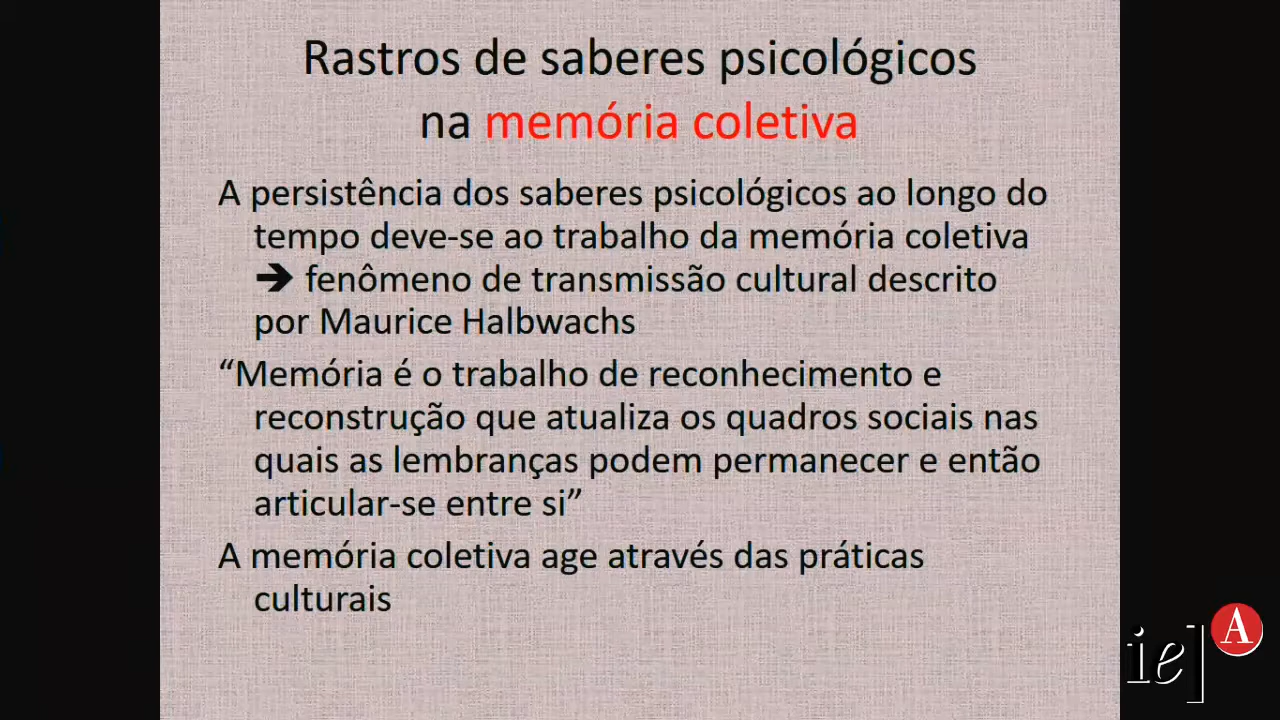 Rastros de saberes psicológicos
na memória coletiva
A persistência dos saberes psicológicos ao longo do
tempo deve-se ao trabalho da memória coletiva
➔ fenômeno de transmissão cultural descrito
por Maurice Halbwachs
“Memória é o trabalho de reconhecimento e
reconstrução que atualiza os quadros sociais nas
quais as lembranças podem permanecer e então
articular-se entre si”
A memória coletiva age através das práticas
culturais
ie]A